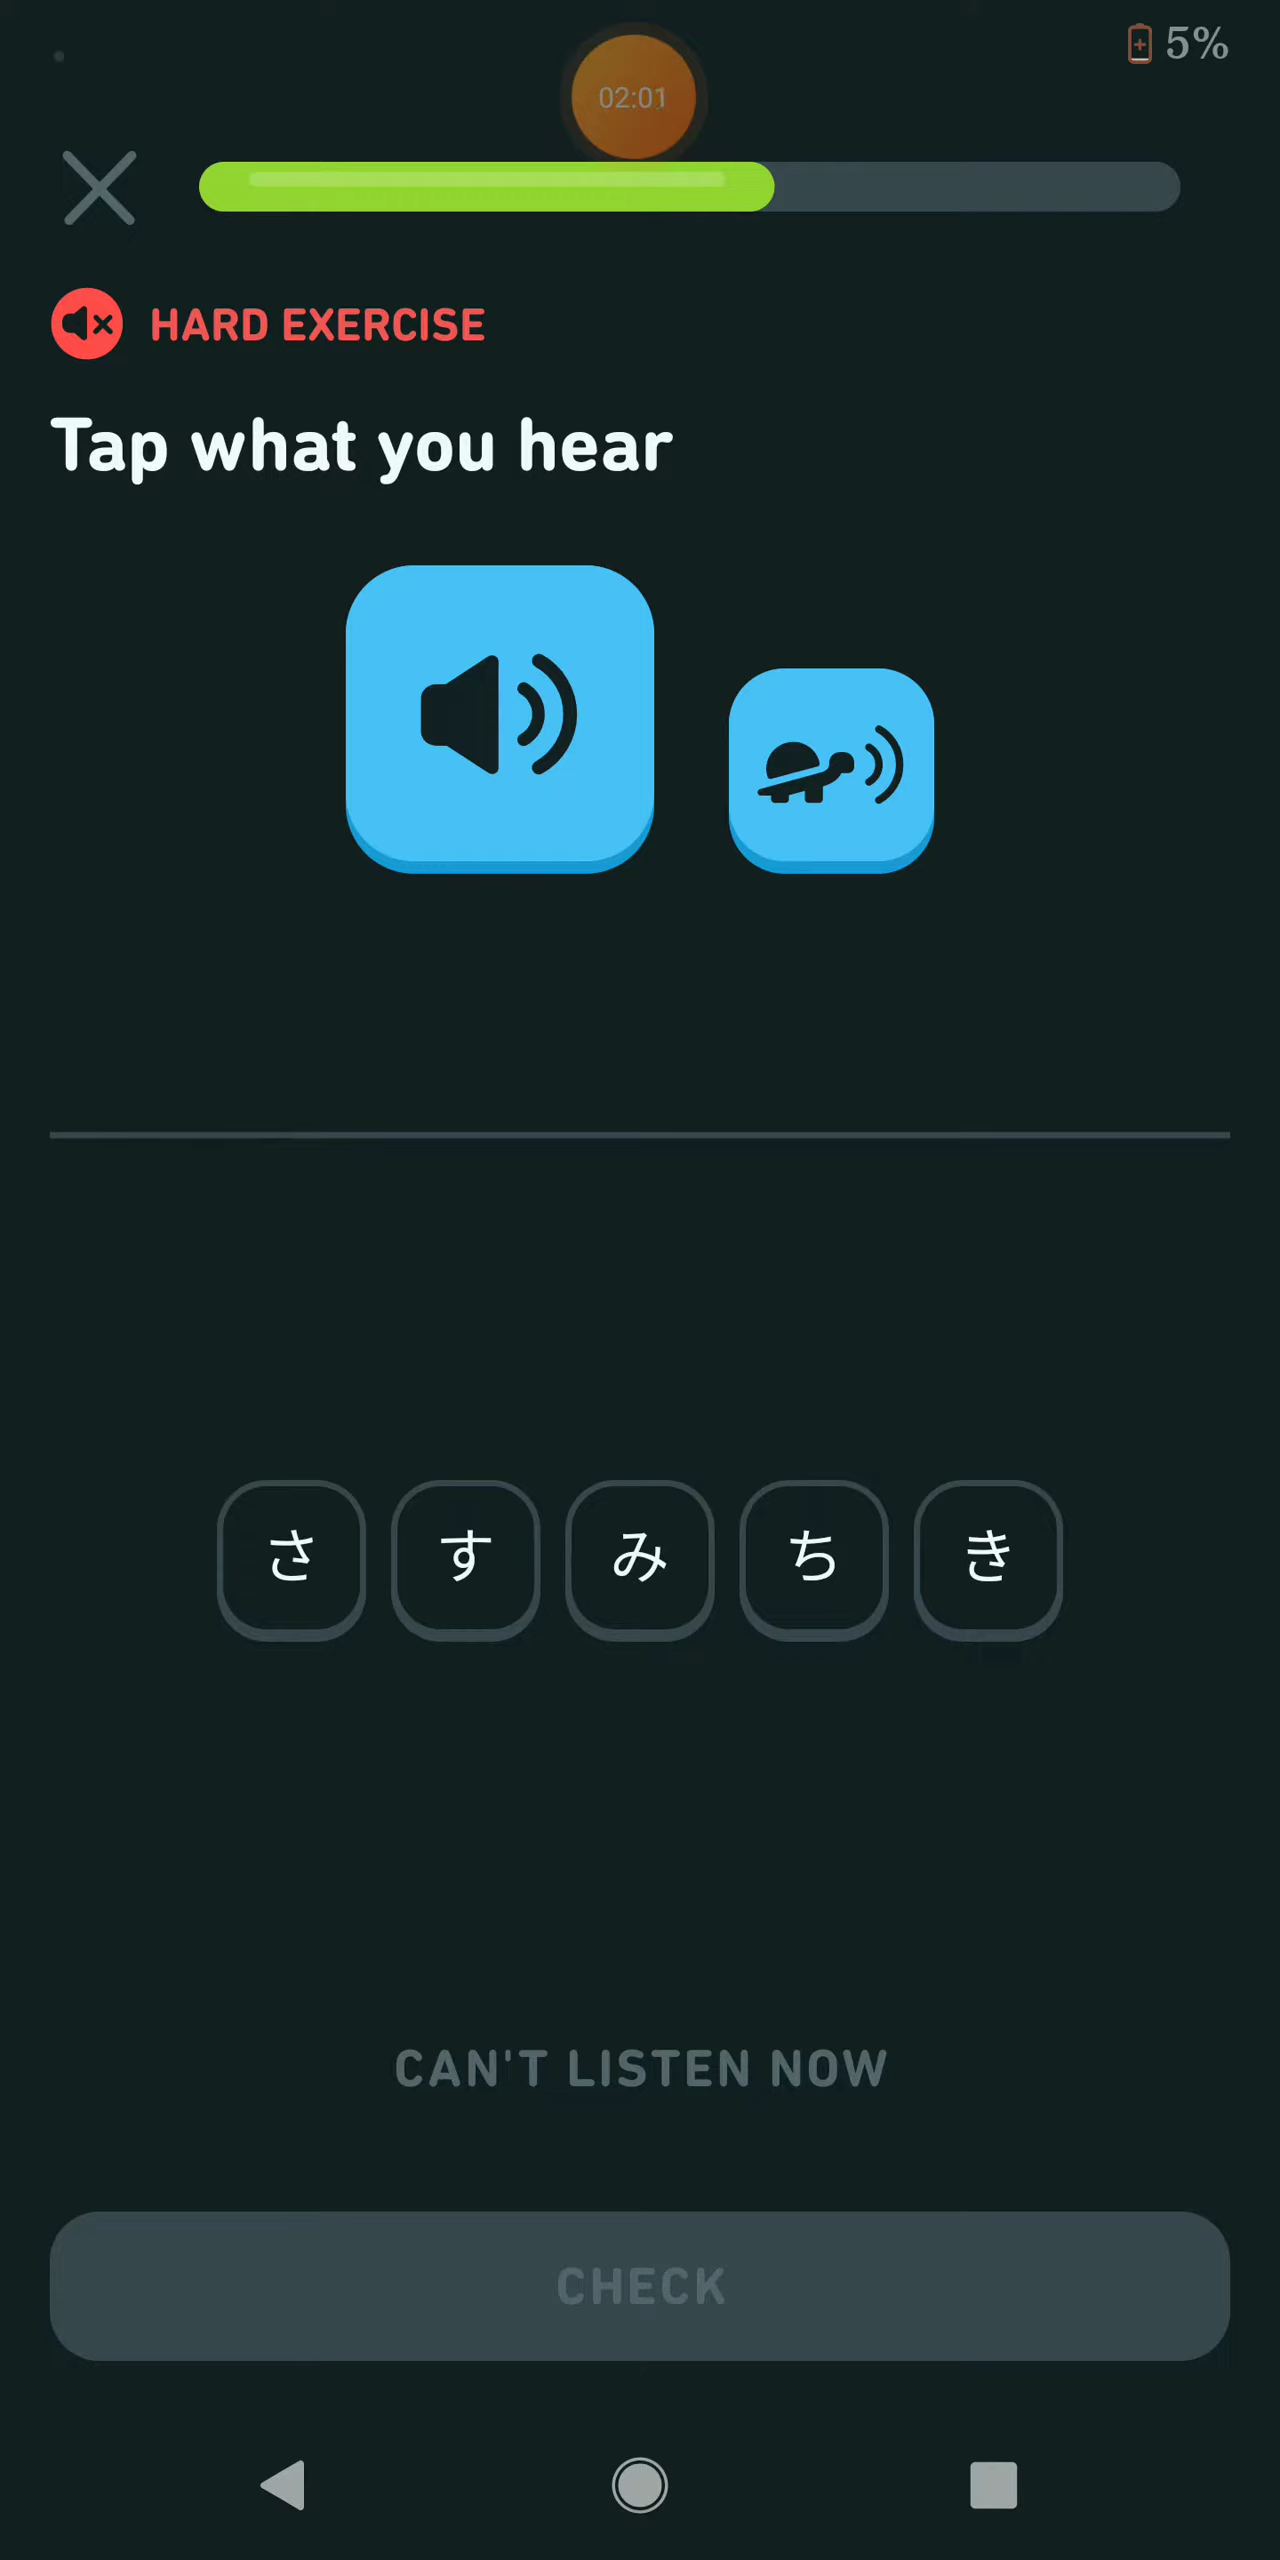 5%
02:01
HARD EXERCISE
Tap what you hear
さ す み ち き
CAN'T LISTEN NOW
CHECK